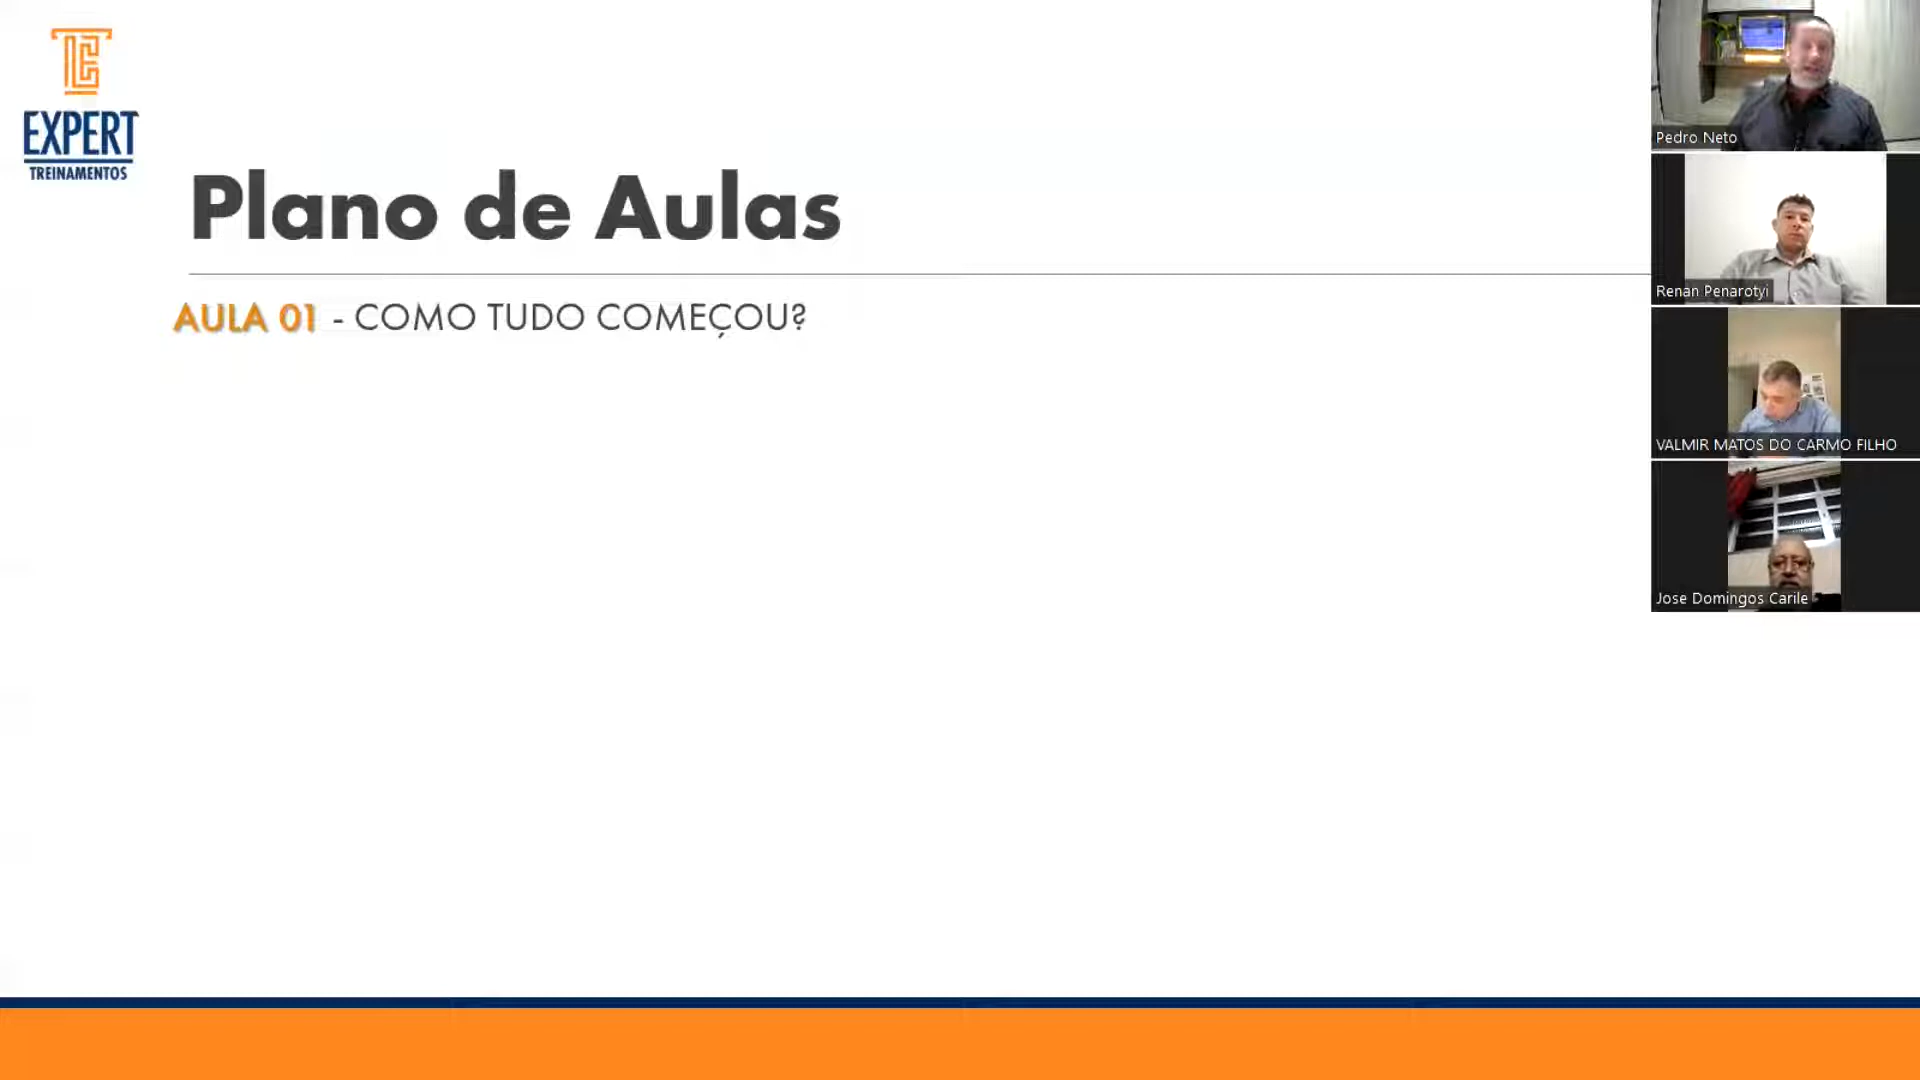 EXPERT
TREINAMENTOS
Plano de Aulas
AULA 01 - COMO TUDO COMEÇOU?
Pedro Neto
Renan Penarotyi
VALMIR MATOS DO CARMO FILHO
Jose Domingos Carile